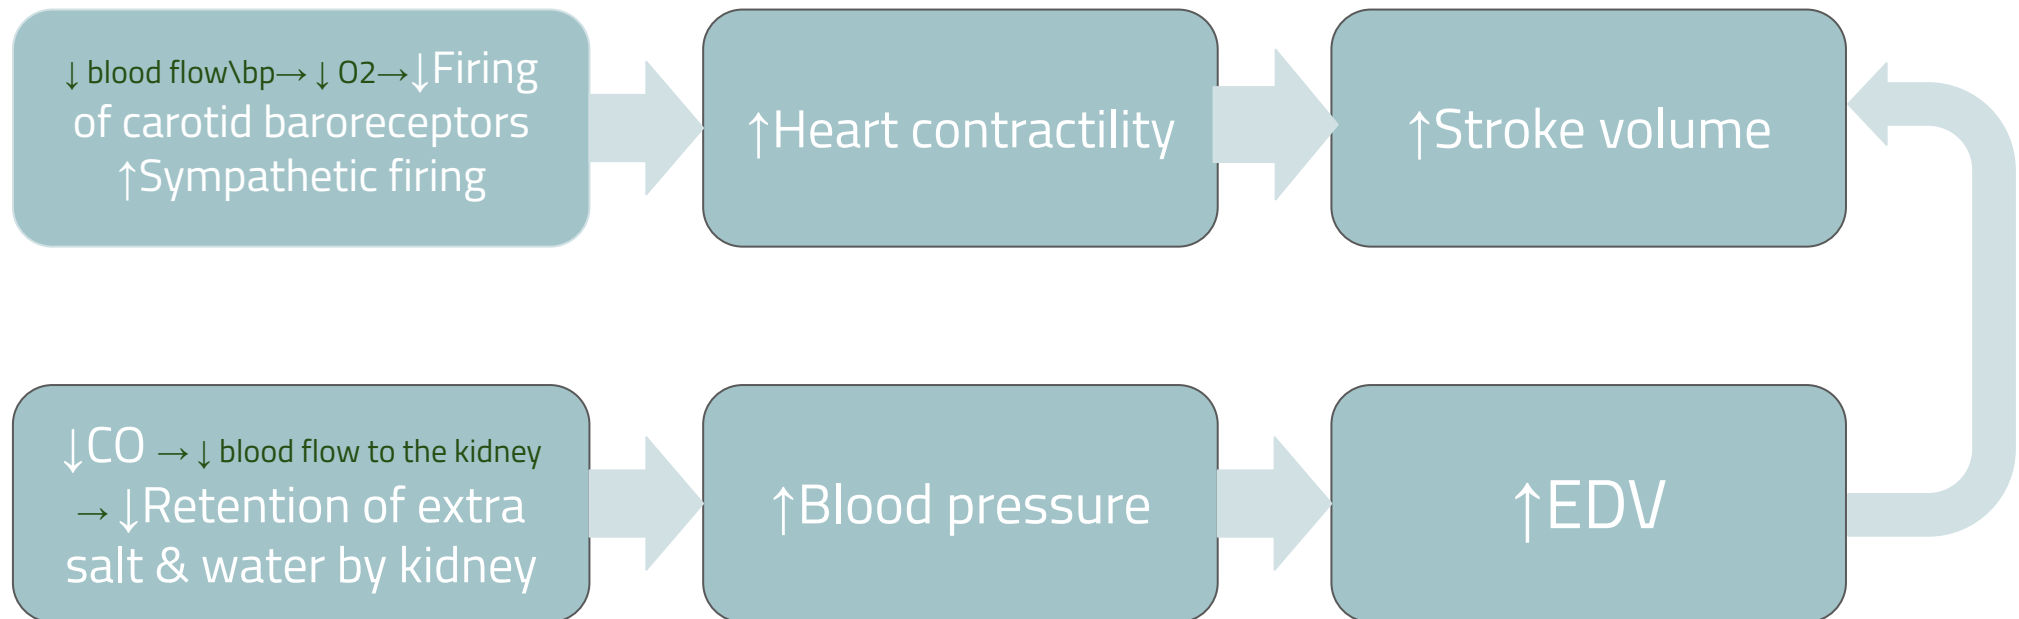 ↓ blood flow\bp→ ↓ O2→↓Firing
of carotid baroreceptors
↑Sympathetic firing
↑Heart contractility
↑Stroke volume
↓CO → ↓ blood flow to the kidney
→ ↓Retention of extra
salt & water by kidney
↑Blood pressure
↑EDV